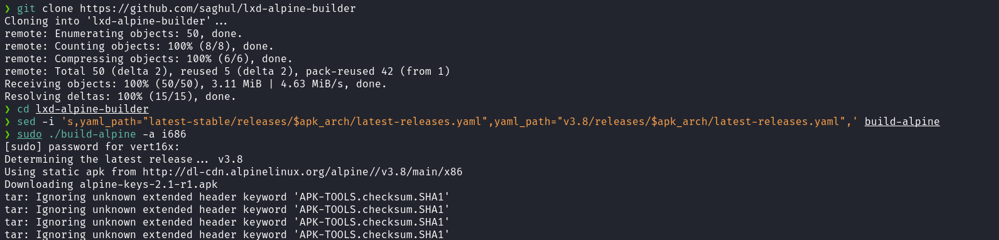 ❯ git clone https://github.com/saghul/lxd-alpine-builder
Cloning into 'lxd-alpine-builder'...
remote: Enumerating objects: 50, done.
remote: Counting objects: 100% (8/8), done.
remote: Compressing objects: 100% (6/6), done.
remote: Total 50 (delta 2), reused 5 (delta 2), pack-reused 42 (from 1)
Receiving objects: 100% (50/50), 3.11 MiB | 4.63 MiB/s, done.
Resolving deltas: 100% (15/15), done.
❯ cd lxd-alpine-builder
❯ sed -i 's,yaml_path="latest-stable/releases/$apk_arch/latest-releases.yaml",yaml_path="v3.8/releases/$apk_arch/latest-releases.yaml",' build-alpine
❯ sudo ./build-alpine -a i686
[sudo] password for vert16x:
Determining the latest release... v3.8
Using static apk from http://dl-cdn.alpinelinux.org/alpine//v3.8/main/x86
Downloading alpine-keys-2.1-r1.apk
tar: Ignoring unknown extended header keyword 'APK-TOOLS.checksum.SHA1'
tar: Ignoring unknown extended header keyword 'APK-TOOLS.checksum.SHA1'
tar: Ignoring unknown extended header keyword 'APK-TOOLS.checksum.SHA1'
tar: Ignoring unknown extended header keyword 'APK-TOOLS.checksum.SHA1'